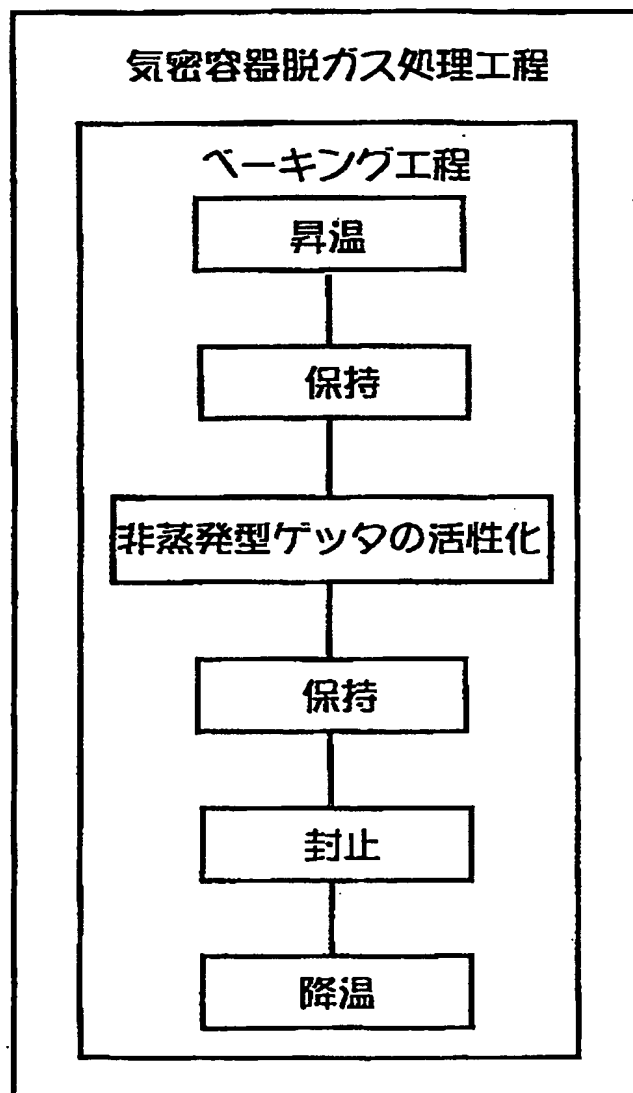 気密容器脱ガス処理工程
ベーキング工程
昇温
保持
非蒸発型ゲッタの活性化
保持
封止
降温